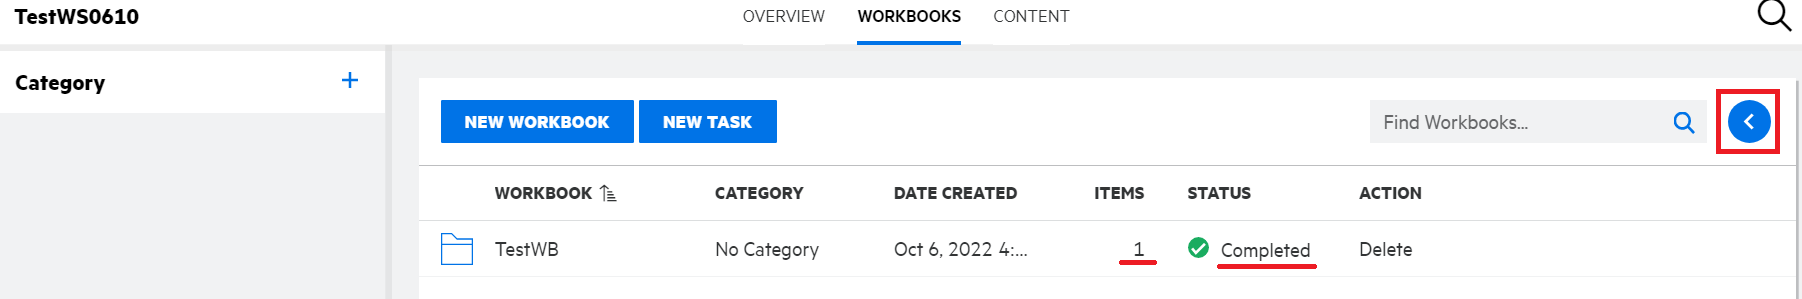 TestWS0610
OVERVIEW WORKBOOKS CONTENT
Category +
NEW WORKBOOK NEW TASK Find Workbooks...
WORKBOOK CATEGORY DATE CREATED ITEMS STATUS ACTION
TestWB No Category Oct 6, 2022 4:... 1 Completed Delete